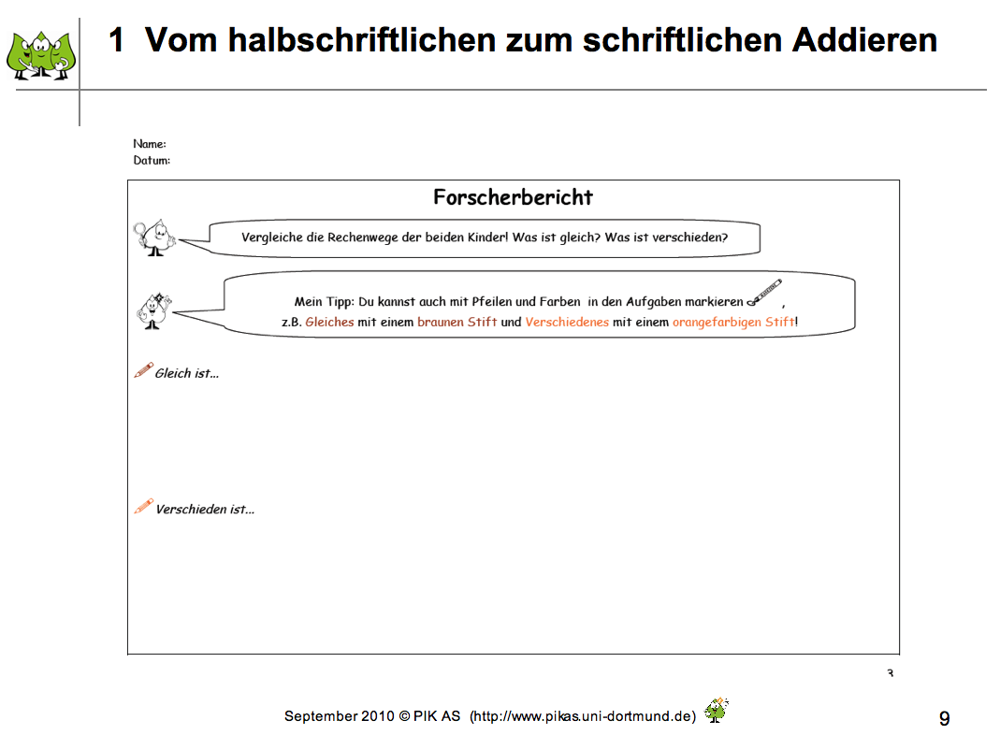 1 Vom halbschriftlichen zum schriftlichen Addieren
Name:
Datum:
Forscherbericht
Vergleiche die Rechenwege der beiden Kinder! Was ist gleich? Was ist verschieden?
Mein Tipp: Du kannst auch mit Pfeilen und Farben in den Aufgaben markieren ,
z.B. Gleiches mit einem braunen Stift und Verschiedenes mit einem orangefarbigen Stift!
Gleich ist...
Verschieden ist...
3
September 2010 © PIK AS (http://www.pikas.uni-dortmund.de)
9